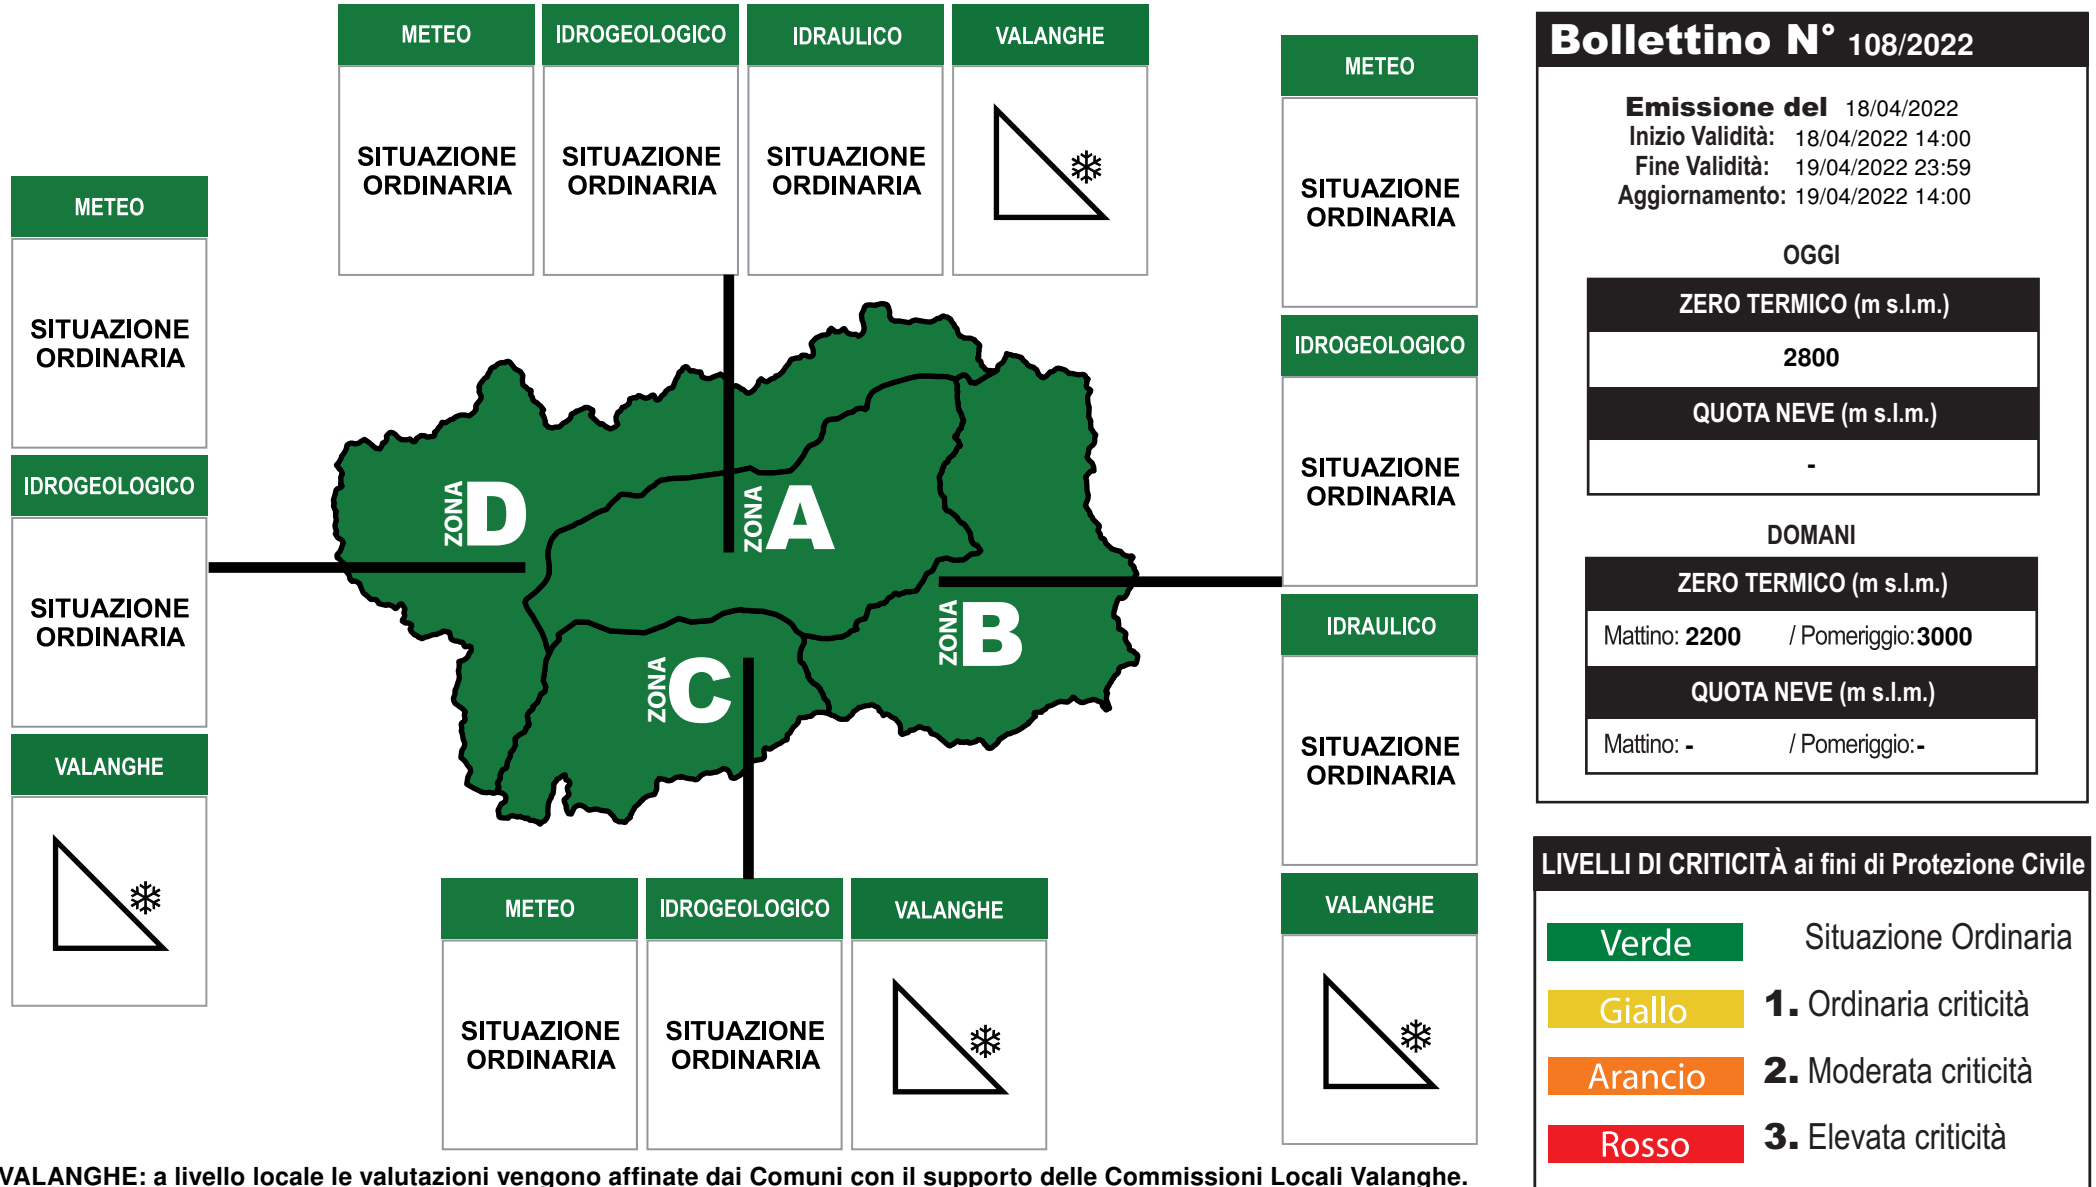 METEO
IDROGEOLOGICO
IDRAULICO
VALANGHE
SITUAZIONE
ORDINARIA
SITUAZIONE
ORDINARIA
SITUAZIONE
ORDINARIA
METEO
SITUAZIONE
ORDINARIA
IDROGEOLOGICO
SITUAZIONE
ORDINARIA
VALANGHE
ZONA D
ZONA A
ZONA B
ZONA C
METEO
SITUAZIONE
ORDINARIA
IDROGEOLOGICO
SITUAZIONE
ORDINARIA
IDRAULICO
SITUAZIONE
ORDINARIA
VALANGHE
METEO
IDROGEOLOGICO
VALANGHE
SITUAZIONE
ORDINARIA
SITUAZIONE
ORDINARIA
VALANGHE: a livello locale le valutazioni vengono affinate dai Comuni con il supporto delle Commissioni Locali Valanghe.
Bollettino N° 108/2022
Emissione del 18/04/2022
Inizio Validità: 18/04/2022 14:00
Fine Validità: 19/04/2022 23:59
Aggiornamento: 19/04/2022 14:00
OGGI
ZERO TERMICO (m s.l.m.)
2800
QUOTA NEVE (m s.l.m.)
-
DOMANI
ZERO TERMICO (m s.l.m.)
Mattino: 2200 / Pomeriggio: 3000
QUOTA NEVE (m s.l.m.)
Mattino: - / Pomeriggio: -
LIVELLI DI CRITICITÀ ai fini di Protezione Civile
Verde Situazione Ordinaria
Giallo 1. Ordinaria criticità
Arancio 2. Moderata criticità
Rosso 3. Elevata criticità